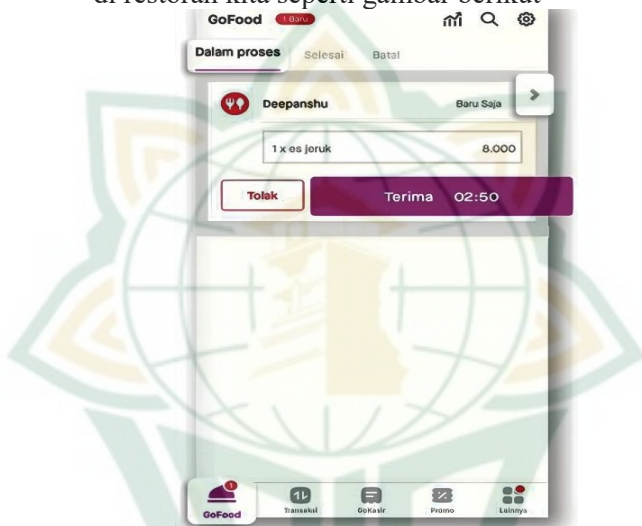 di restoran kita seperti gambar berikut
GoFood 1 Baru
Dalam proses Selesai Batal
Deepanshu Baru Saja
1 x es jeruk 8.000
Tolak Terima 02:50
1
GoFood Transaksi GoKasir Promo Lainnya